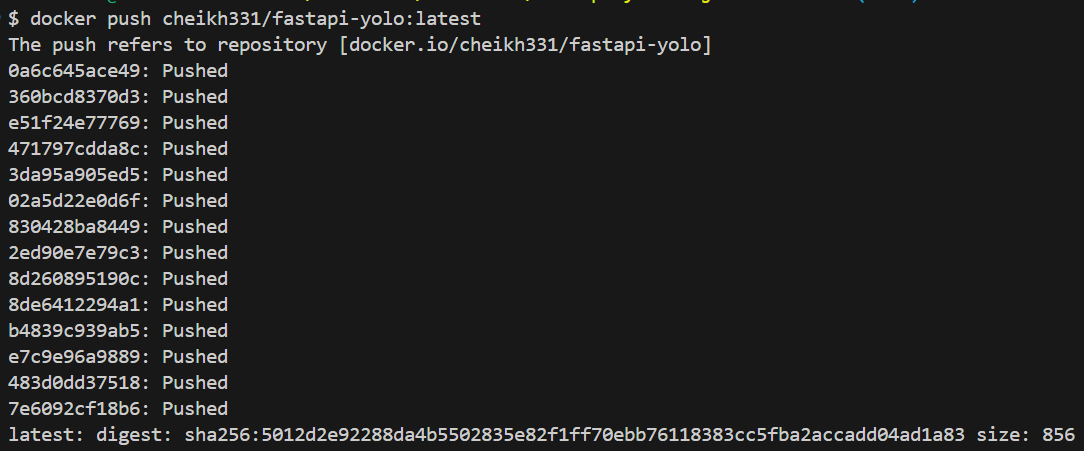 $ docker push cheikh331/fastapi-yolo:latest
The push refers to repository [docker.io/cheikh331/fastapi-yolo]
0a6c645ace49: Pushed
360bcd8370d3: Pushed
e51f24e77769: Pushed
471797cdda8c: Pushed
3da95a905ed5: Pushed
02a5d22e0d6f: Pushed
830428ba8449: Pushed
2ed90e7e79c3: Pushed
8d260895190c: Pushed
8de6412294a1: Pushed
b4839c939ab5: Pushed
e7c9e96a9889: Pushed
483d0dd37518: Pushed
7e6092cf18b6: Pushed
latest: digest: sha256:5012d2e92288da4b5502835e82f1ff70ebb76118383cc5fba2accadd04ad1a83 size: 856